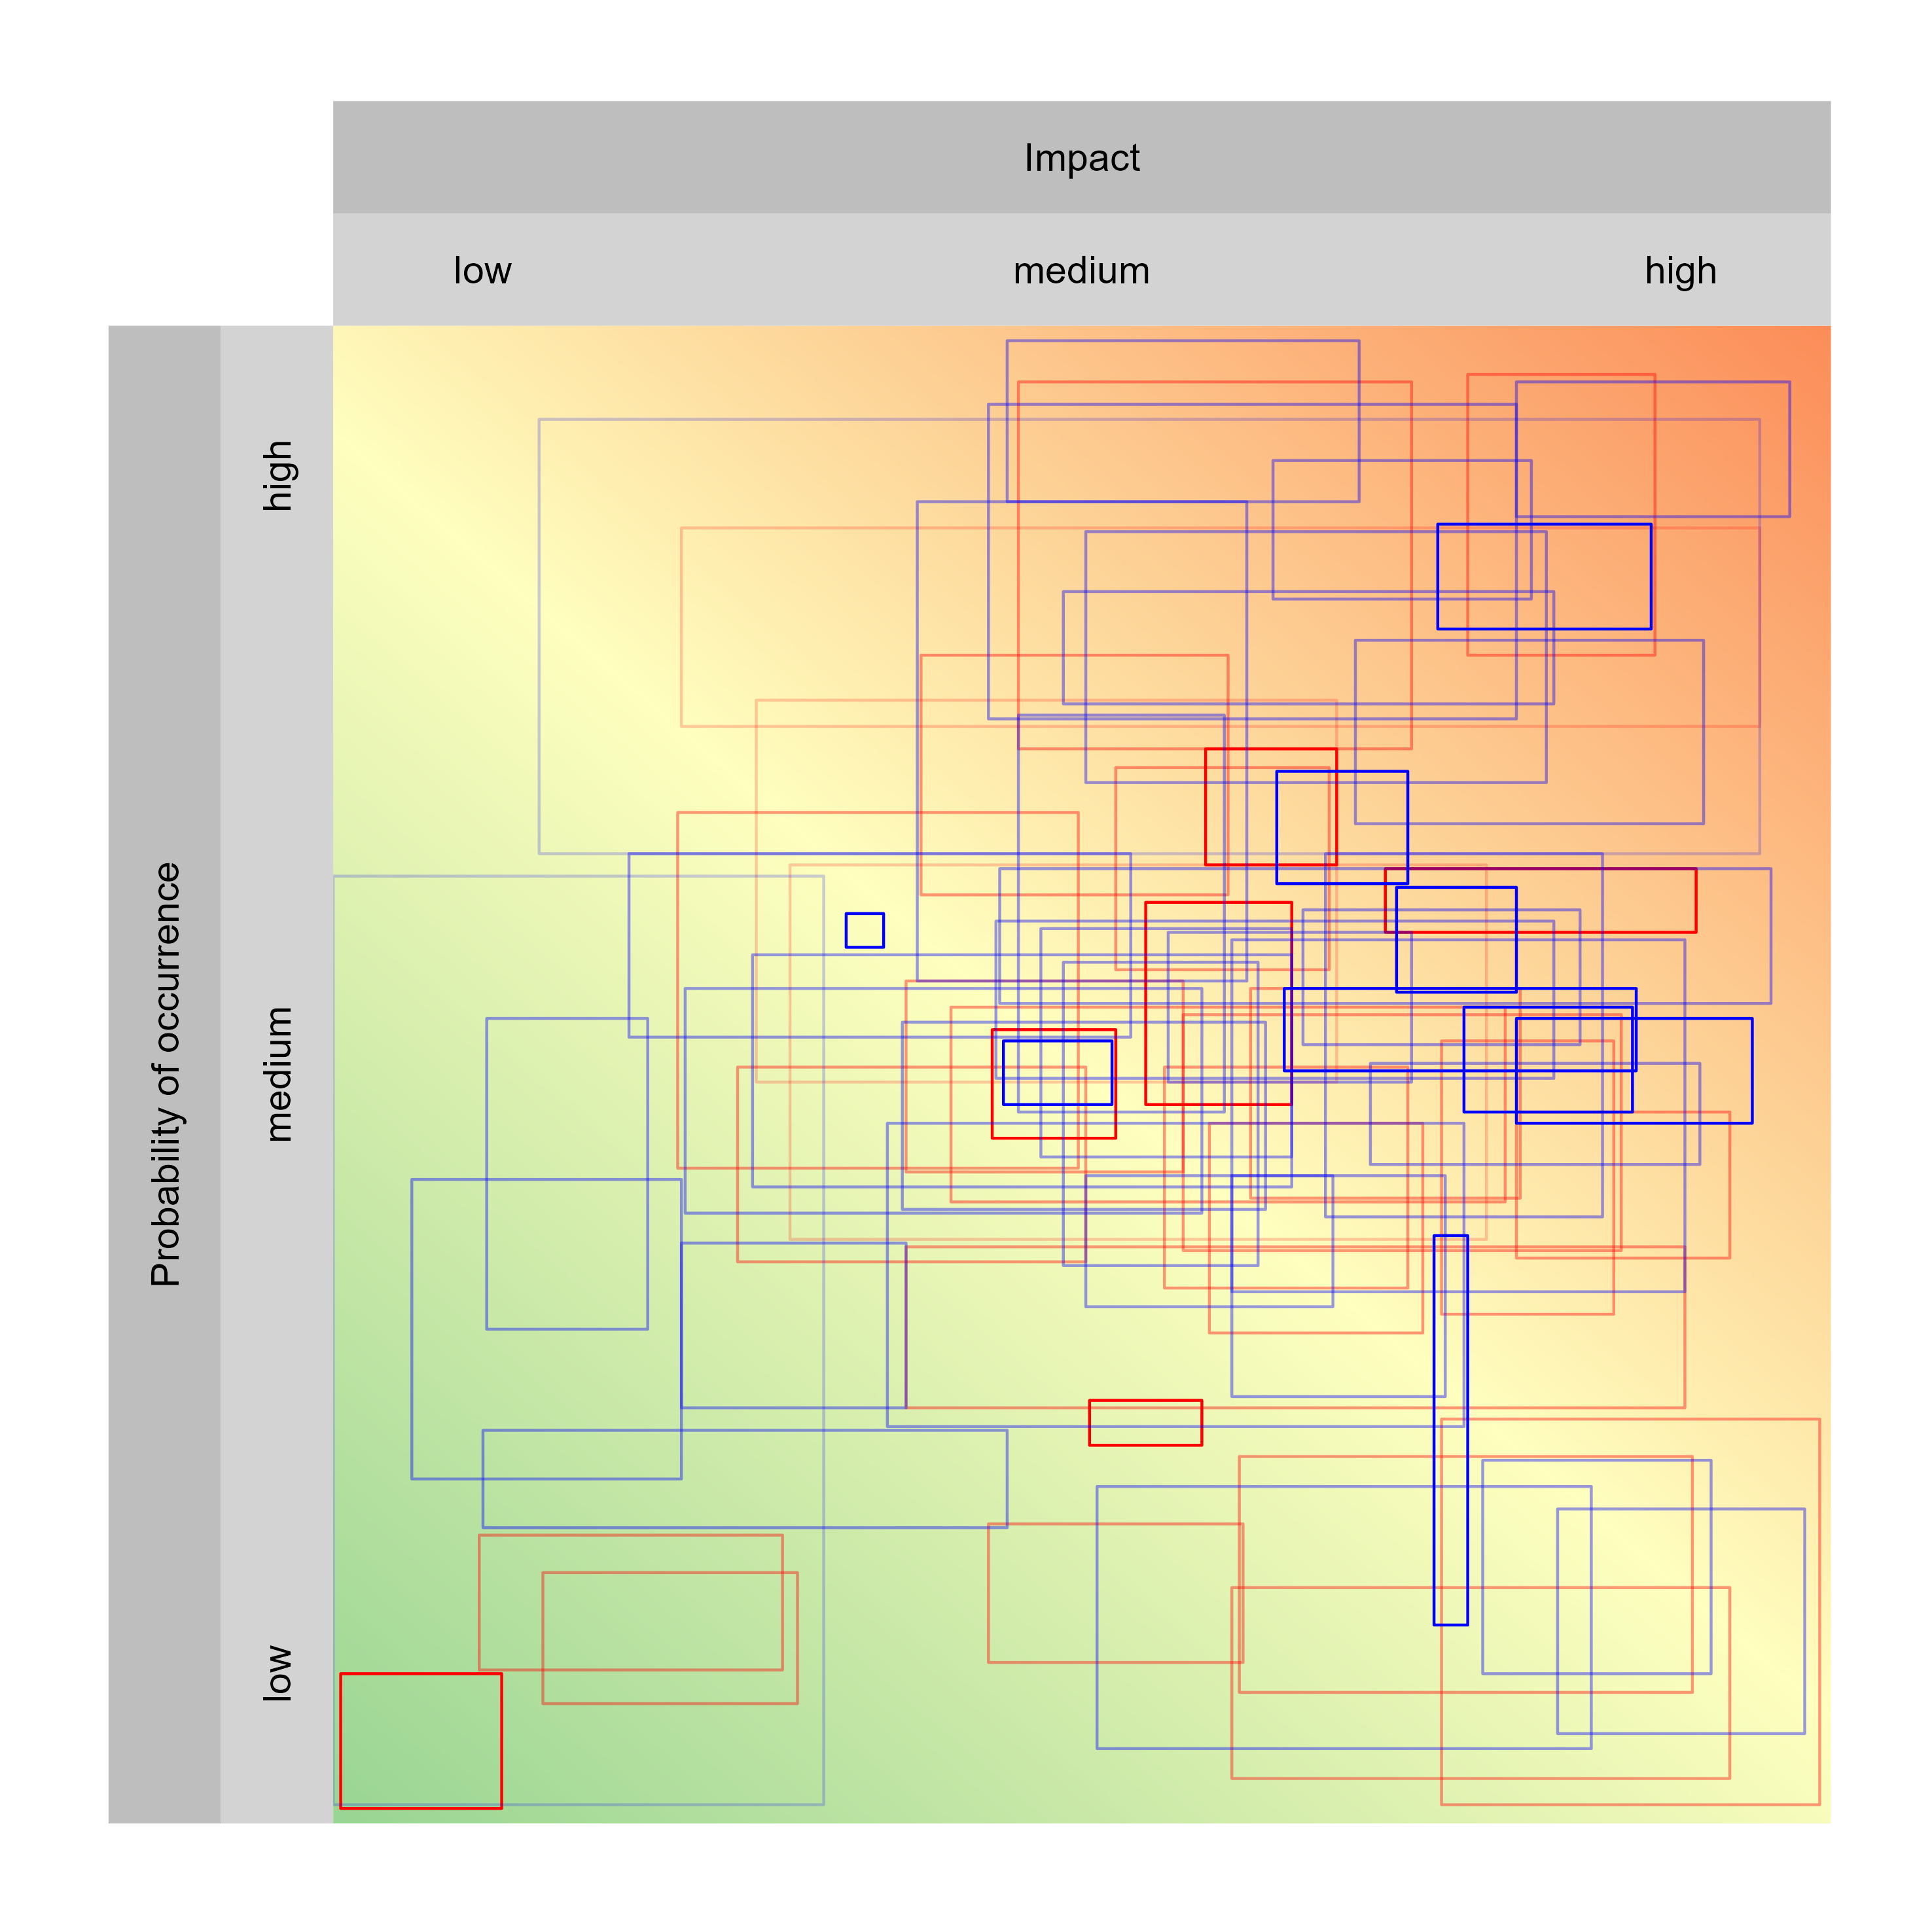 Impact
low medium high
Probability of occurrence
high
medium
low